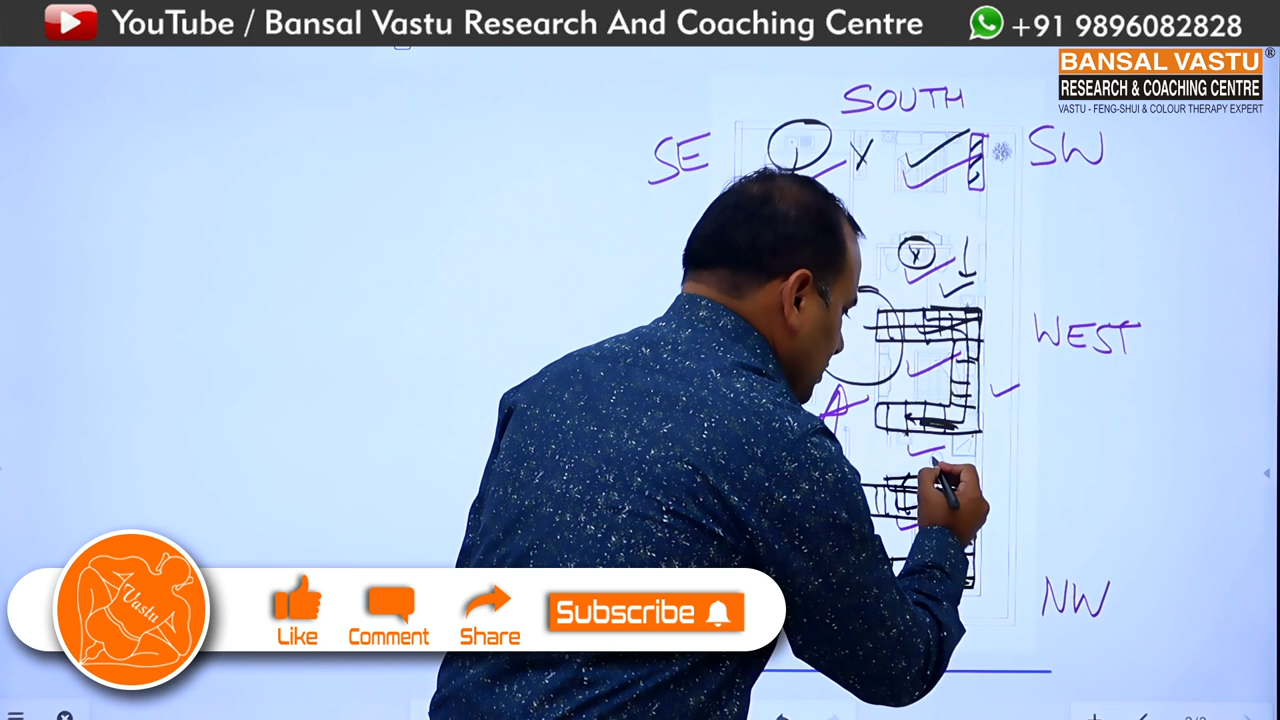 YouTube / Bansal Vastu Research And Coaching Centre
+91 9896082828
BANSAL VASTU®
RESEARCH & COACHING CENTRE
VASTU - FENG-SHUI & COLOUR THERAPY EXPERT
SOUTH
SE
SW
X
X
WEST
A
NW
Vastu
Like
Comment
Share
Subscribe